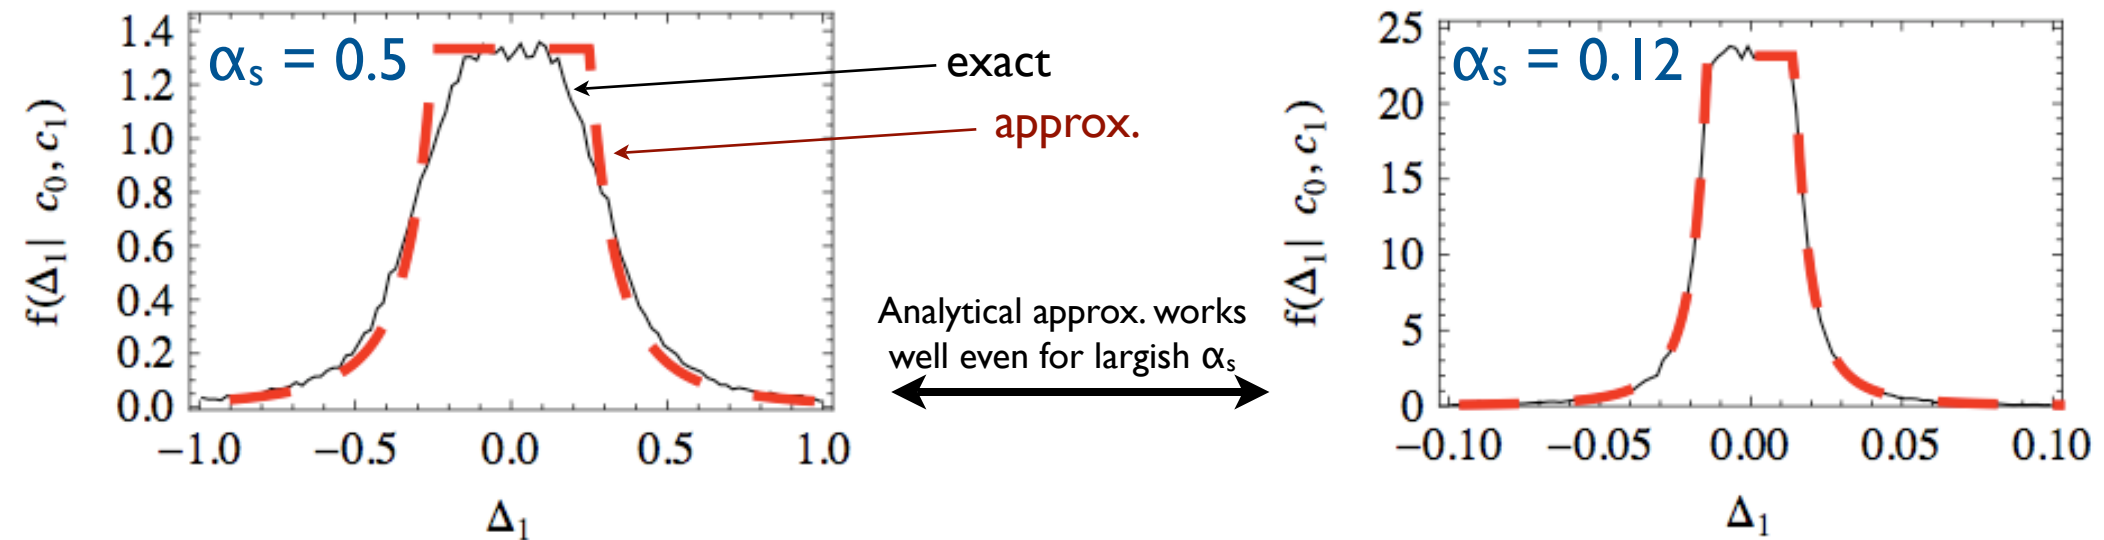 αs = 0.5
f(Δ1| c0, c1)
1.4
1.2
1.0
0.8
0.6
0.4
0.2
0.0
−1.0 −0.5 0.0 0.5 1.0
Δ1
exact
approx.
Analytical approx. works
well even for largish αs
αs = 0.12
f(Δ1| c0, c1)
25
20
15
10
5
0
−0.10 −0.05 0.00 0.05 0.10
Δ1